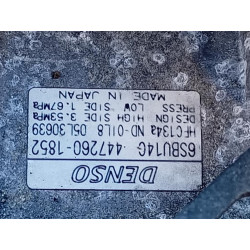 DENSO
6SBU14C 447260-1852
HFC134a ND-OIL8 05L30639
DESIGN HIGH SIDE 3.53MPa
PRESS LOW SIDE 1.67MPa
MADE IN JAPAN